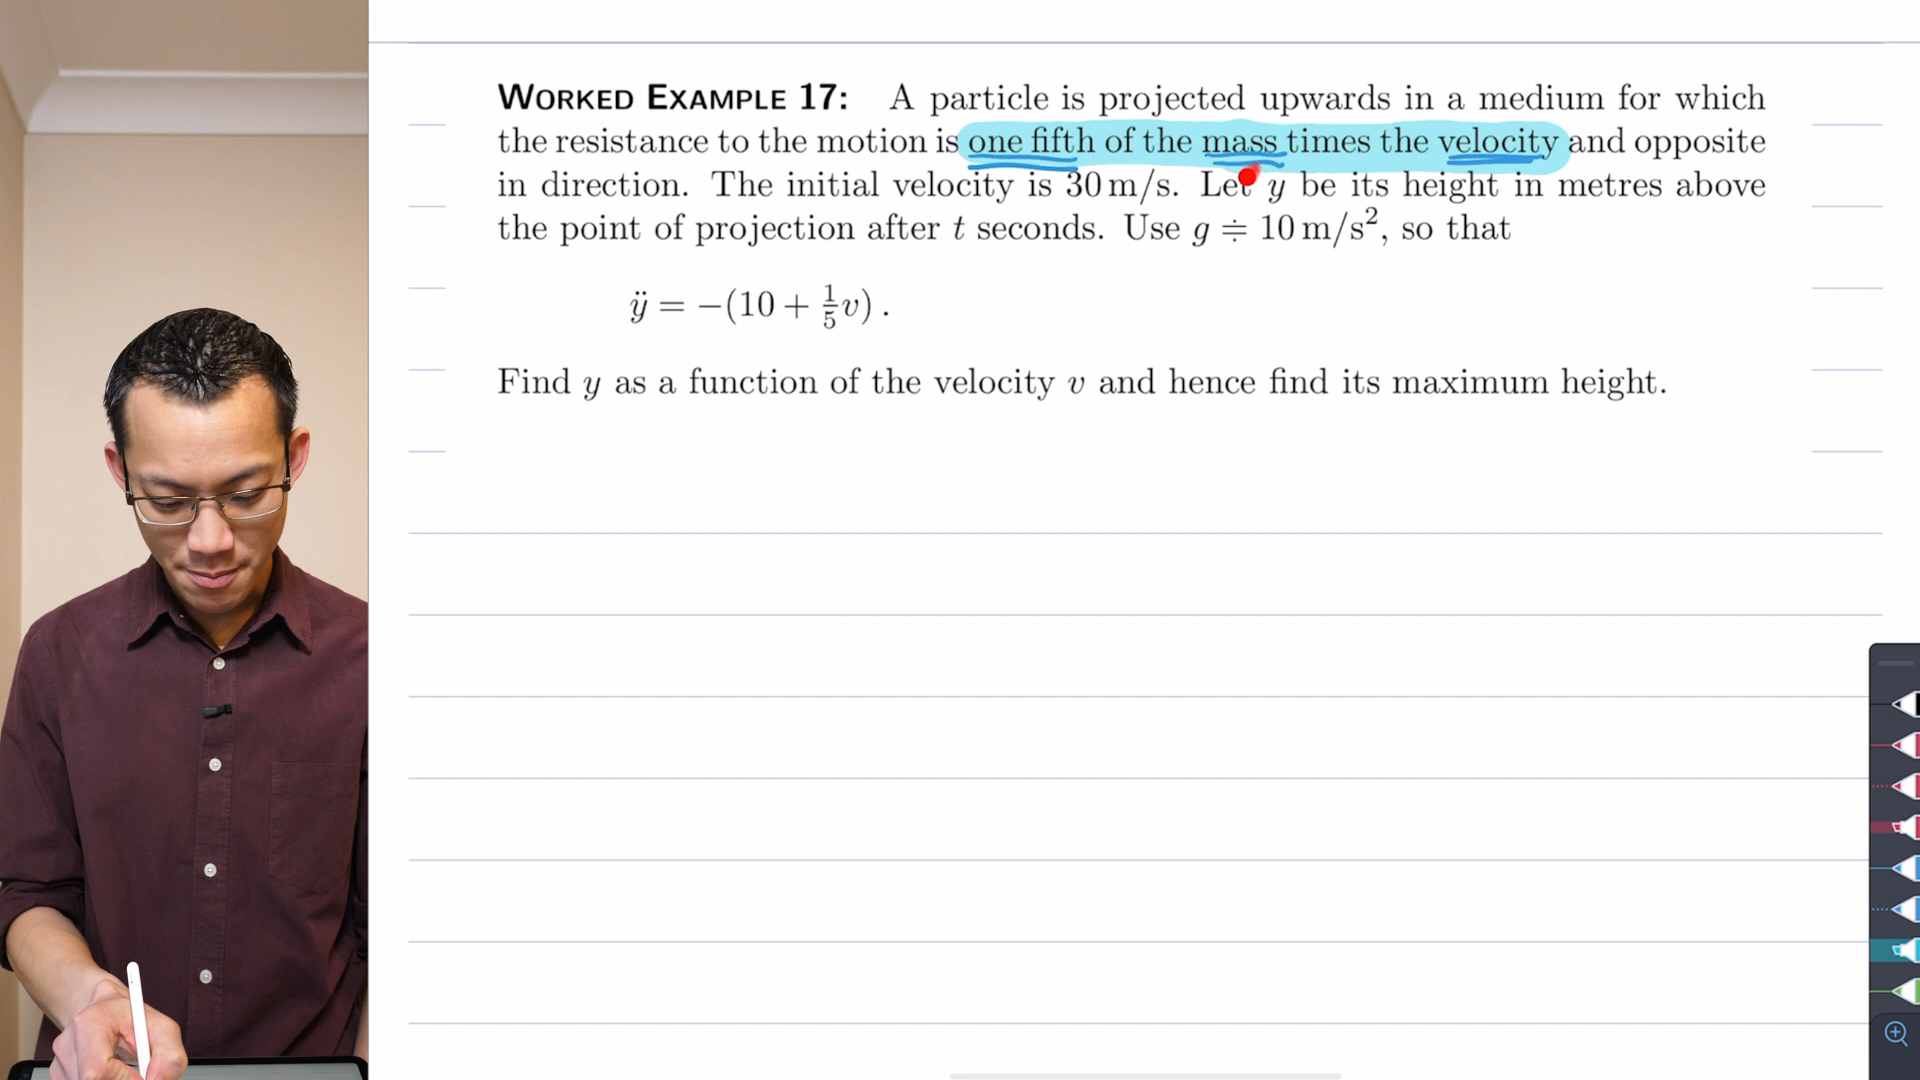 WORKED EXAMPLE 17: A particle is projected upwards in a medium for which
the resistance to the motion is one fifth of the mass times the velocity and opposite
in direction. The initial velocity is 30 m/s. Let y be its height in metres above
the point of projection after t seconds. Use g ≑ 10 m/s², so that
ÿ = −(10 + 1/5 v) .
Find y as a function of the velocity v and hence find its maximum height.